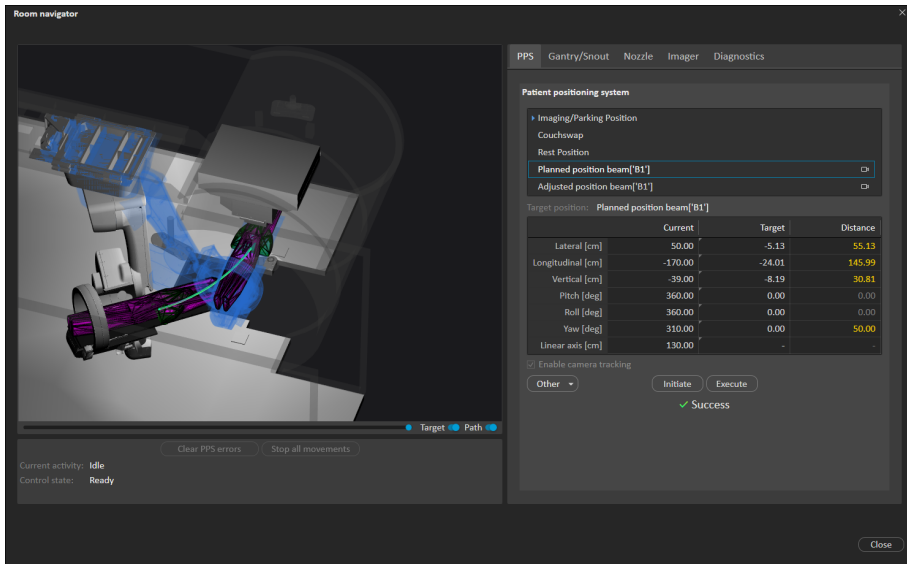 Room navigator
PPS Gantry/Snout Nozzle Imager Diagnostics
Patient positioning system
Imaging/Parking Position
Couchswap
Rest Position
Planned position beam['B1']
Adjusted position beam['B1']
Target position: Planned position beam['B1']
Current Target Distance
Lateral [cm] 50.00 -5.13 55.13
Longitudinal [cm] -170.00 -24.01 145.99
Vertical [cm] -39.00 -8.19 30.81
Pitch [deg] 360.00 0.00 0.00
Roll [deg] 360.00 0.00 0.00
Yaw [deg] 310.00 0.00 50.00
Linear axis [cm] 130.00 - -
Enable camera tracking
Other Initiate Execute
Success
Target Path
Clear PPS errors Stop all movements
Current activity: Idle
Control state: Ready
Close